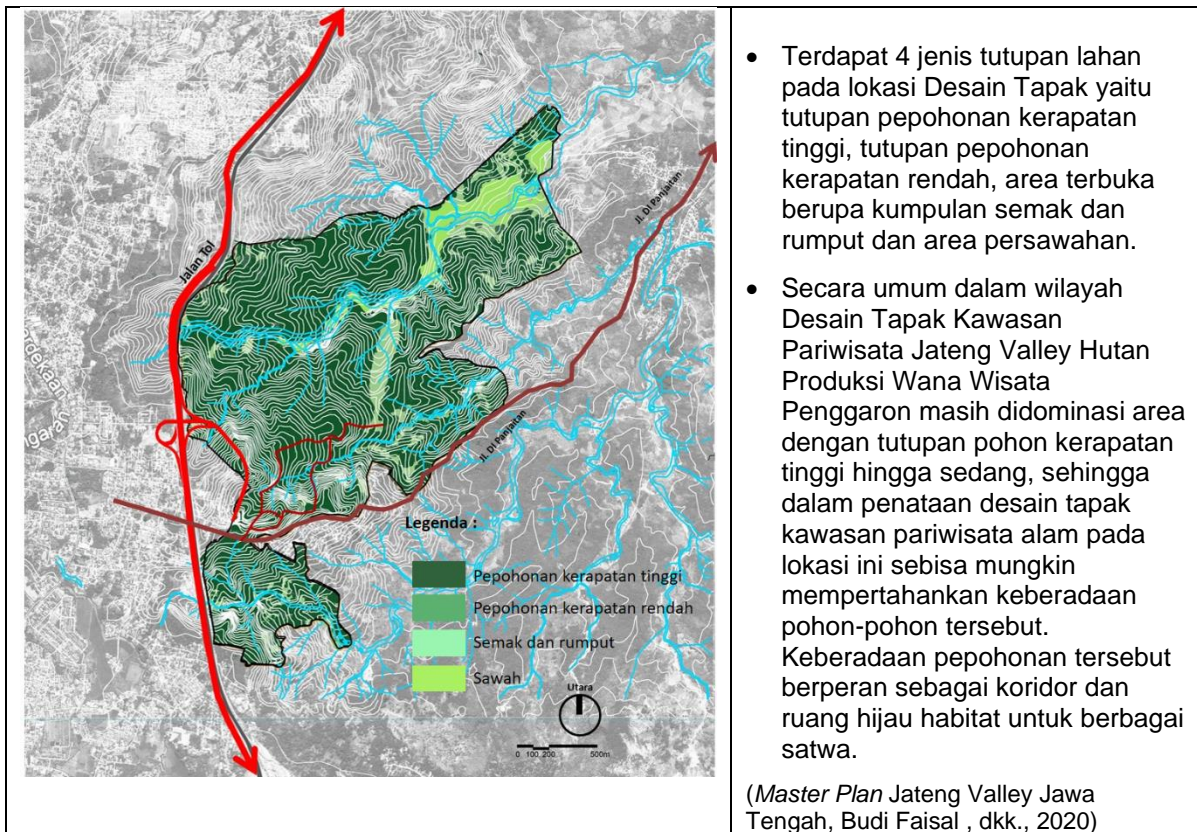 Jalan Tol
Jl. DI Panjaitan
Jl. DI Panjaitan
Legenda :
Pepohonan kerapatan tinggi
Pepohonan kerapatan rendah
Semak dan rumput
Sawah
Utara
0 100 200 500m
• Terdapat 4 jenis tutupan lahan
pada lokasi Desain Tapak yaitu
tutupan pepohonan kerapatan
tinggi, tutupan pepohonan
kerapatan rendah, area terbuka
berupa kumpulan semak dan
rumput dan area persawahan.
• Secara umum dalam wilayah
Desain Tapak Kawasan
Pariwisata Jateng Valley Hutan
Produksi Wana Wisata
Penggaron masih didominasi area
dengan tutupan pohon kerapatan
tinggi hingga sedang, sehingga
dalam penataan desain tapak
kawasan pariwisata alam pada
lokasi ini sebisa mungkin
mempertahankan keberadaan
pohon-pohon tersebut.
Keberadaan pepohonan tersebut
berperan sebagai koridor dan
ruang hijau habitat untuk berbagai
satwa.
(Master Plan Jateng Valley Jawa
Tengah, Budi Faisal , dkk., 2020)